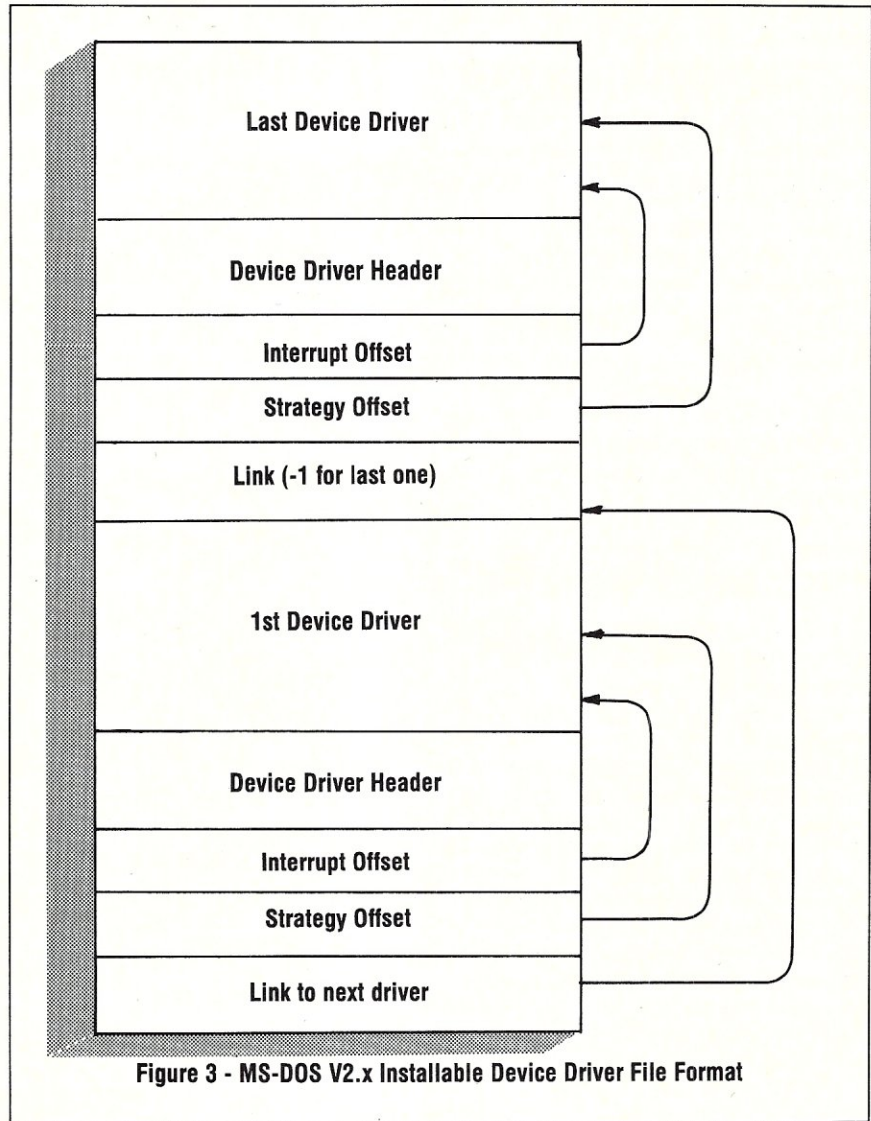 Last Device Driver
Device Driver Header
Interrupt Offset
Strategy Offset
Link (-1 for last one)
1st Device Driver
Device Driver Header
Interrupt Offset
Strategy Offset
Link to next driver
Figure 3 - MS-DOS V2.x Installable Device Driver File Format